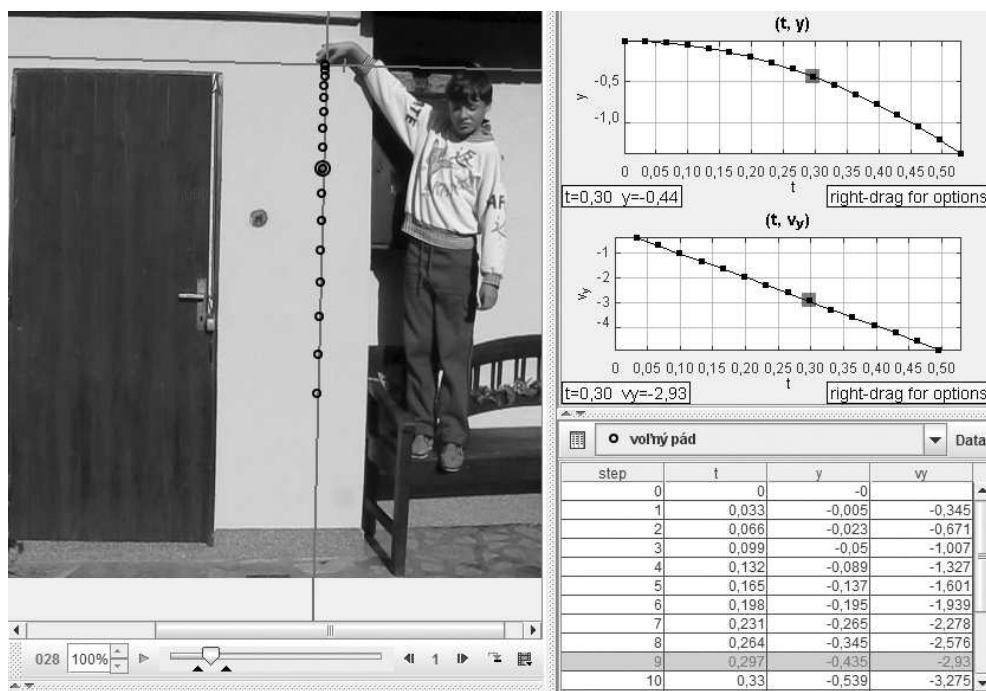 (t, y)
y
-0,5
-1,0
0 0,05 0,10 0,15 0,20 0,25 0,30 0,35 0,40 0,45 0,50
t
t=0,30 y=-0,44
right-drag for options
(t, vy)
vy
-1
-2
-3
-4
0 0,05 0,10 0,15 0,20 0,25 0,30 0,35 0,40 0,45 0,50
t
t=0,30 vy=-2,93
right-drag for options
voľný pád
Data
step t y vy
0 0 -0
1 0,033 -0,005 -0,345
2 0,066 -0,023 -0,671
3 0,099 -0,05 -1,007
4 0,132 -0,089 -1,327
5 0,165 -0,137 -1,601
6 0,198 -0,195 -1,939
7 0,231 -0,265 -2,278
8 0,264 -0,345 -2,576
9 0,297 -0,435 -2,93
10 0,33 -0,539 -3,275
028 100% 1